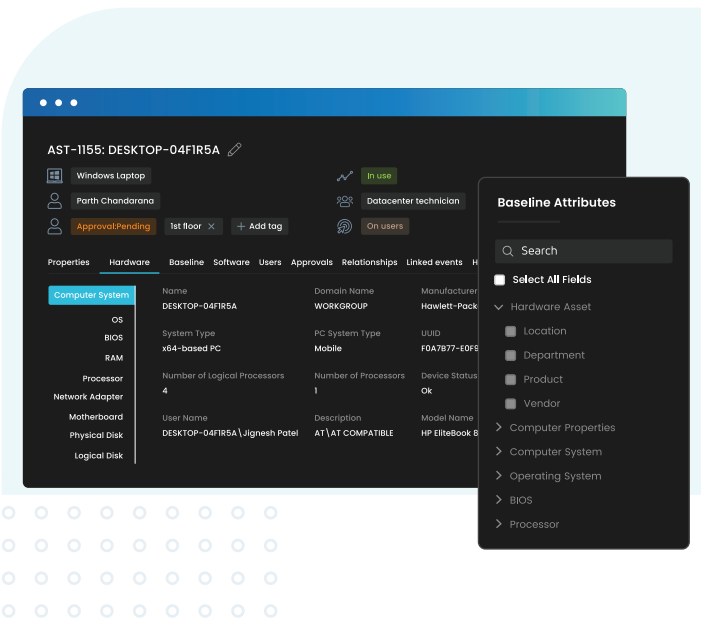 AST-1155: DESKTOP-04F1R5A
Windows Laptop
In use
Parth Chandarana
Datacenter technician
Approval:Pending
1st floor ×
+ Add tag
On users
Properties Hardware Baseline Software Users Approvals Relationships Linked events H
Computer System
OS
BIOS
RAM
Processor
Network Adapter
Motherboard
Physical Disk
Logical Disk
Name Domain Name Manufacturer
DESKTOP-04F1R5A WORKGROUP Hawlett-Pack
System Type PC System Type UUID
x64-based PC Mobile F0A7B77-E0F9
Number of Logical Processors Number of Processors Device Status
4 1 Ok
User Name Description Model Name
DESKTOP-04F1R5A\Jignesh Patel AT\AT COMPATIBLE HP EliteBook 8
Baseline Attributes
Search
Select All Fields
Hardware Asset
Location
Department
Product
Vendor
Computer Properties
Computer System
Operating System
BIOS
Processor